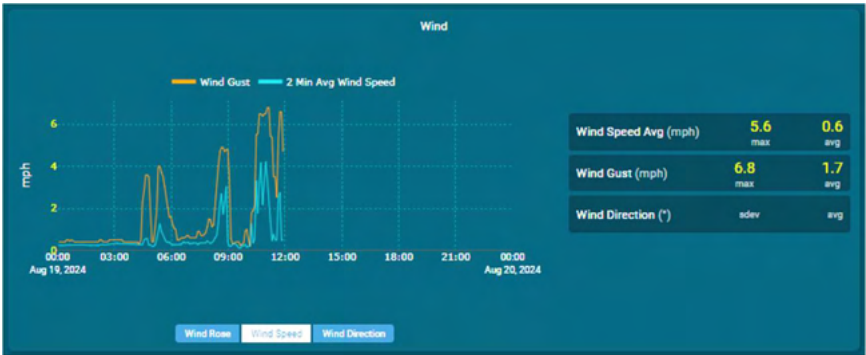 Wind
Wind Gust 2 Min Avg Wind Speed
mph
6
4
2
0
00:00 03:00 06:00 09:00 12:00 15:00 18:00 21:00 00:00
Aug 19, 2024 Aug 20, 2024
Wind Speed Avg (mph) 5.6 0.6
max avg
Wind Gust (mph) 6.8 1.7
max avg
Wind Direction (°) sdev avg
Wind Rose Wind Speed Wind Direction